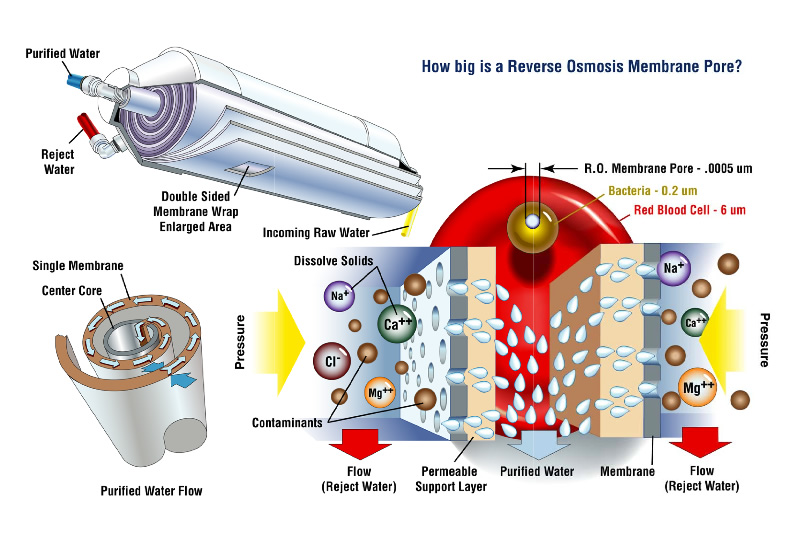 How big is a Reverse Osmosis Membrane Pore?
Purified Water
Reject
Water
Double Sided
Membrane Wrap
Enlarged Area
Incoming Raw Water
R.O. Membrane Pore - .0005 um
Bacteria - 0.2 um
Red Blood Cell - 6 um
Single Membrane
Center Core
Purified Water Flow
Dissolve Solids
Na+
Ca++
Cl-
Mg++
Contaminants
Pressure
Na+
Ca++
Mg++
Pressure
Flow
(Reject Water)
Permeable
Support Layer
Purified Water
Membrane
Flow
(Reject Water)